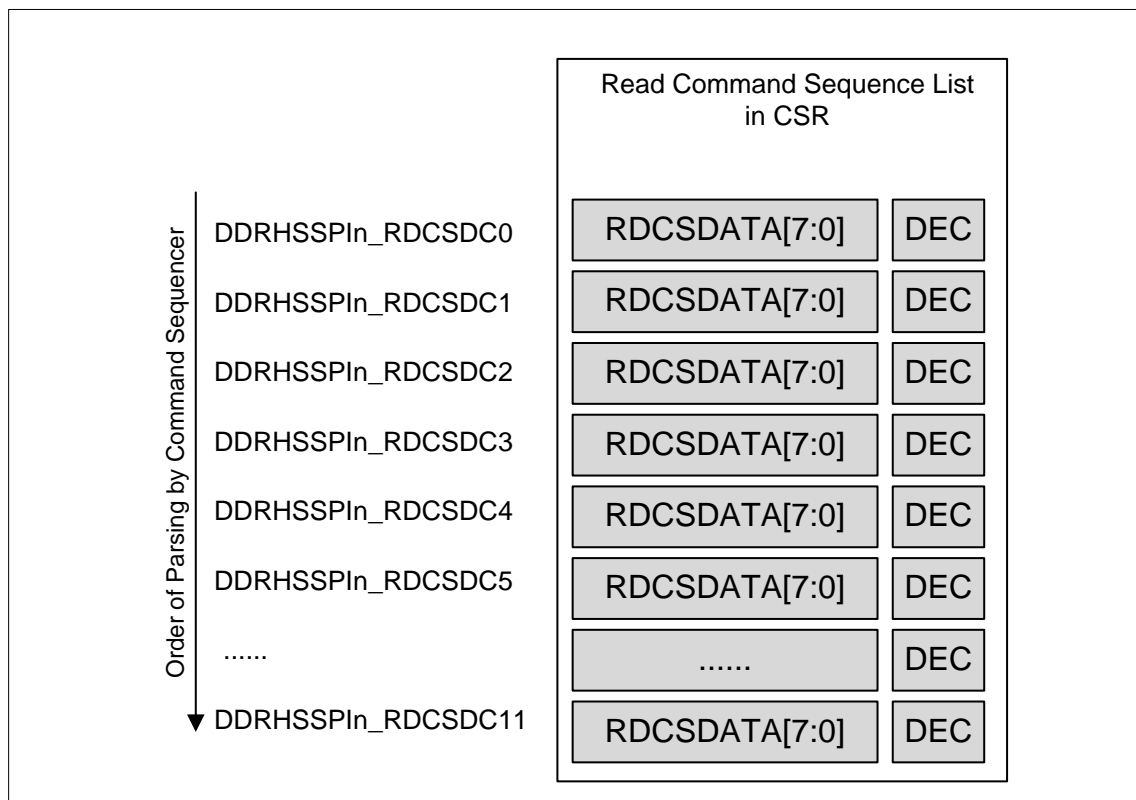 Read Command Sequence List
in CSR
Order of Parsing by Command Sequencer
DDRHSSPIn_RDCSDC0 RDCSDATA[7:0] DEC
DDRHSSPIn_RDCSDC1 RDCSDATA[7:0] DEC
DDRHSSPIn_RDCSDC2 RDCSDATA[7:0] DEC
DDRHSSPIn_RDCSDC3 RDCSDATA[7:0] DEC
DDRHSSPIn_RDCSDC4 RDCSDATA[7:0] DEC
DDRHSSPIn_RDCSDC5 RDCSDATA[7:0] DEC
...... ...... DEC
DDRHSSPIn_RDCSDC11 RDCSDATA[7:0] DEC